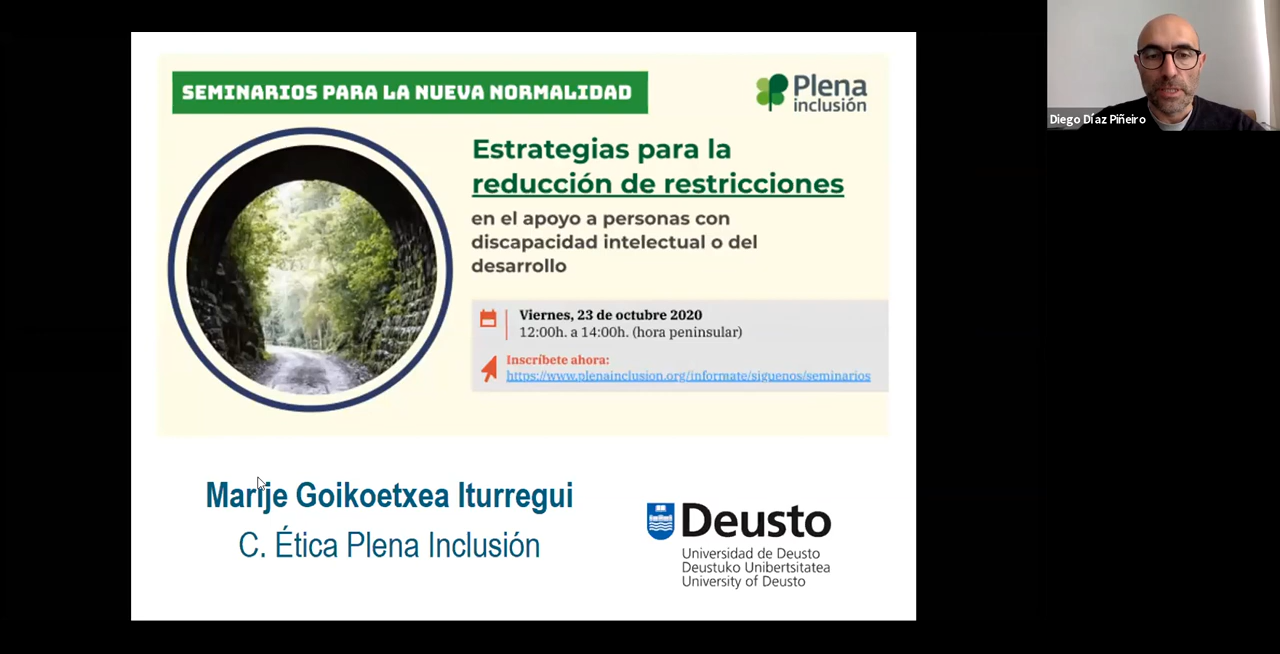 SEMINARIOS PARA LA NUEVA NORMALIDAD
Plena
inclusión
Estrategias para la
reducción de restricciones
en el apoyo a personas con
discapacidad intelectual o del
desarrollo
Viernes, 23 de octubre 2020
12:00h. a 14:00h. (hora peninsular)
Inscríbete ahora:
https://www.plenainclusion.org/informate/siguenos/seminarios
Marije Goikoetxea Iturregui
C. Ética Plena Inclusión
Deusto
Universidad de Deusto
Deustuko Unibertsitatea
University of Deusto
Diego Díaz Piñeiro